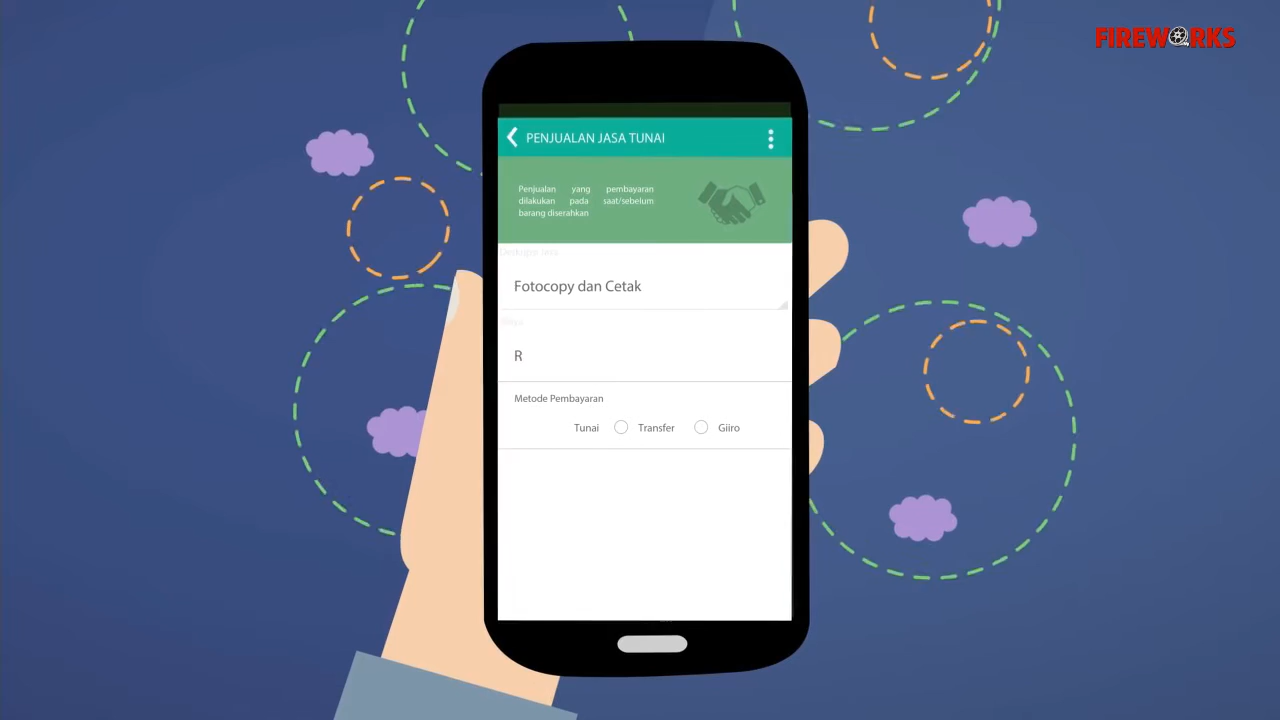 FIREWORKS
PENJUALAN JASA TUNAI
Penjualan yang pembayaran
dilakukan pada saat/sebelum
barang diserahkan
Fotocopy dan Cetak
R
Metode Pembayaran
Tunai Transfer Giiro